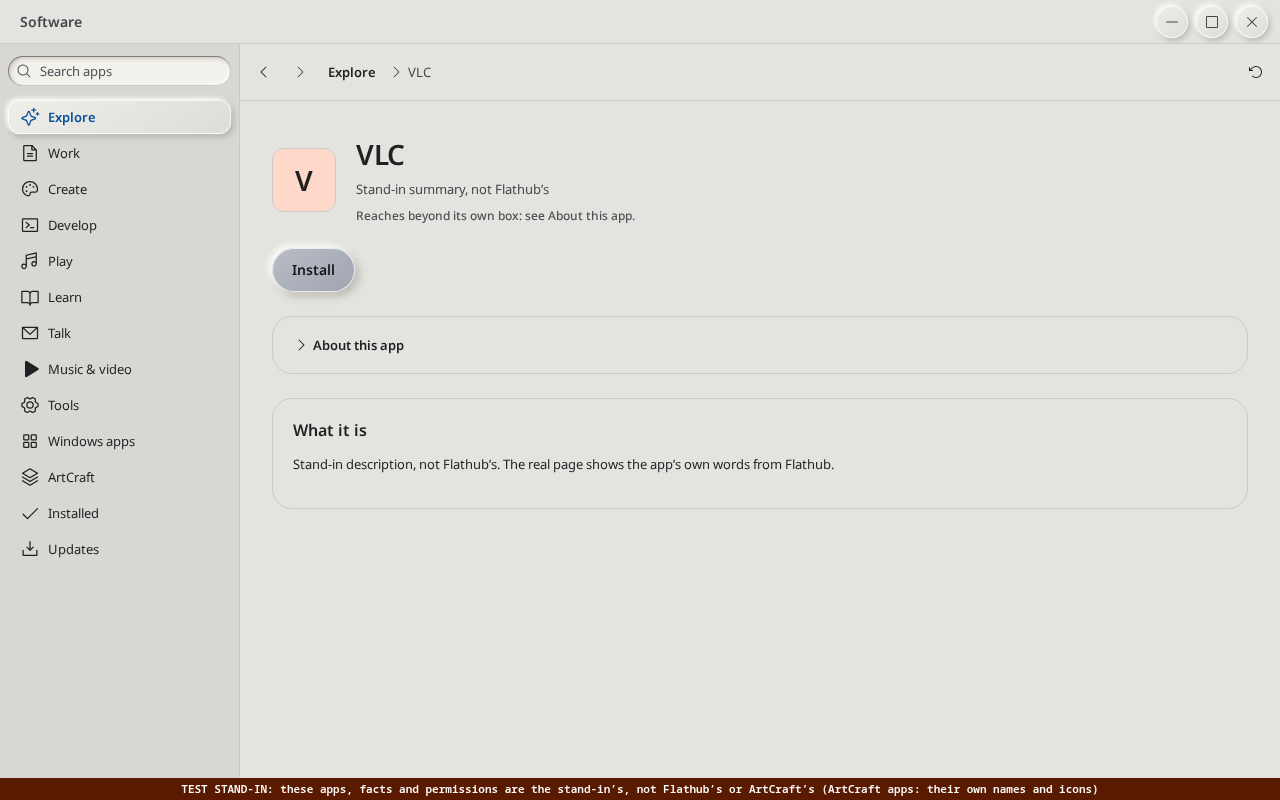 Software
Search apps
Explore
Work
Create
Develop
Play
Learn
Talk
Music & video
Tools
Windows apps
ArtCraft
Installed
Updates
Explore
VLC
V
VLC
Stand-in summary, not Flathub’s
Reaches beyond its own box: see About this app.
Install
About this app
What it is
Stand-in description, not Flathub’s. The real page shows the app’s own words from Flathub.
TEST STAND-IN: these apps, facts and permissions are the stand-in’s, not Flathub’s or ArtCraft’s (ArtCraft apps: their own names and icons)